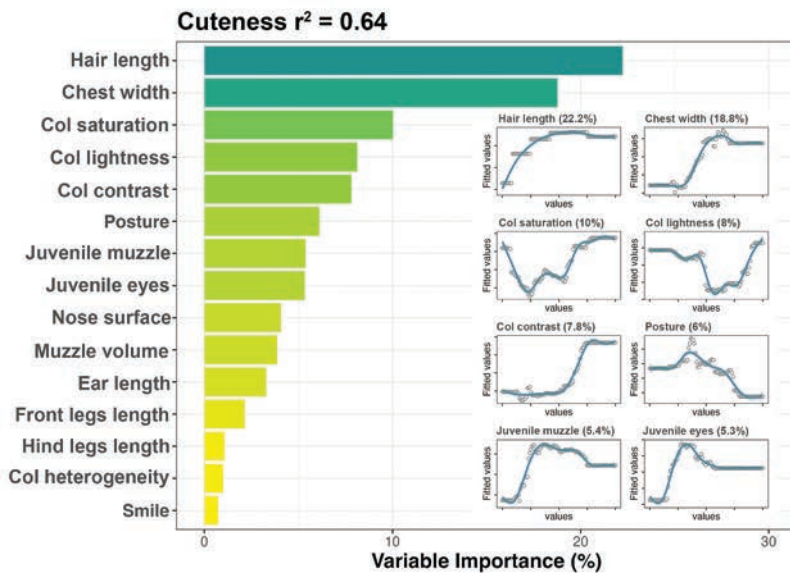 Cuteness r² = 0.64
Hair length
Chest width
Col saturation
Col lightness
Col contrast
Posture
Juvenile muzzle
Juvenile eyes
Nose surface
Muzzle volume
Ear length
Front legs length
Hind legs length
Col heterogeneity
Smile
Hair length (22.2%)
Fitted values
values
Chest width (18.8%)
Fitted values
values
Col saturation (10%)
Fitted values
values
Col lightness (8%)
Fitted values
values
Col contrast (7.8%)
Fitted values
values
Posture (6%)
Fitted values
values
Juvenile muzzle (5.4%)
Fitted values
values
Juvenile eyes (5.3%)
Fitted values
values
0 10 20 30
Variable Importance (%)